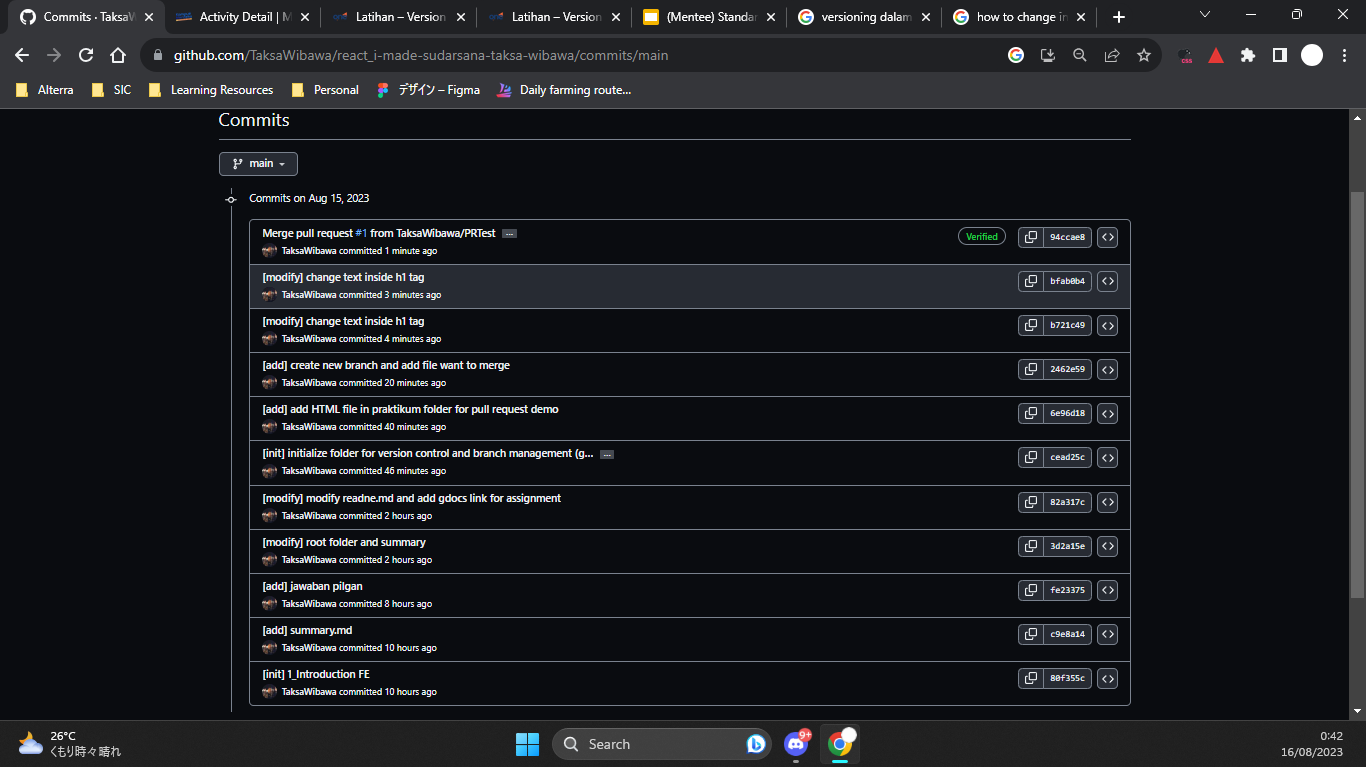 Commits · TaksaW
Activity Detail | M
Latihan – Version
Latihan – Version
(Mentee) Standar
versioning dalam
how to change in
github.com/TaksaWibawa/react_i-made-sudarsana-taksa-wibawa/commits/main
Alterra
SIC
Learning Resources
Personal
デザイン – Figma
Daily farming route...
Commits
main
Commits on Aug 15, 2023
Merge pull request #1 from TaksaWibawa/PRTest ...
Verified
94ccae8
TaksaWibawa committed 1 minute ago
[modify] change text inside h1 tag
bfab0b4
TaksaWibawa committed 3 minutes ago
[modify] change text inside h1 tag
b721c49
TaksaWibawa committed 4 minutes ago
[add] create new branch and add file want to merge
2462e59
TaksaWibawa committed 20 minutes ago
[add] add HTML file in praktikum folder for pull request demo
6e96d18
TaksaWibawa committed 40 minutes ago
[init] initialize folder for version control and branch management (g... ...
cead25c
TaksaWibawa committed 46 minutes ago
[modify] modify readne.md and add gdocs link for assignment
82a317c
TaksaWibawa committed 2 hours ago
[modify] root folder and summary
3d2a15e
TaksaWibawa committed 2 hours ago
[add] jawaban pilgan
fe23375
TaksaWibawa committed 8 hours ago
[add] summary.md
c9e8a14
TaksaWibawa committed 10 hours ago
[init] 1_Introduction FE
80f355c
TaksaWibawa committed 10 hours ago
26°C
くもり時々晴れ
Search
9+
0:42
16/08/2023